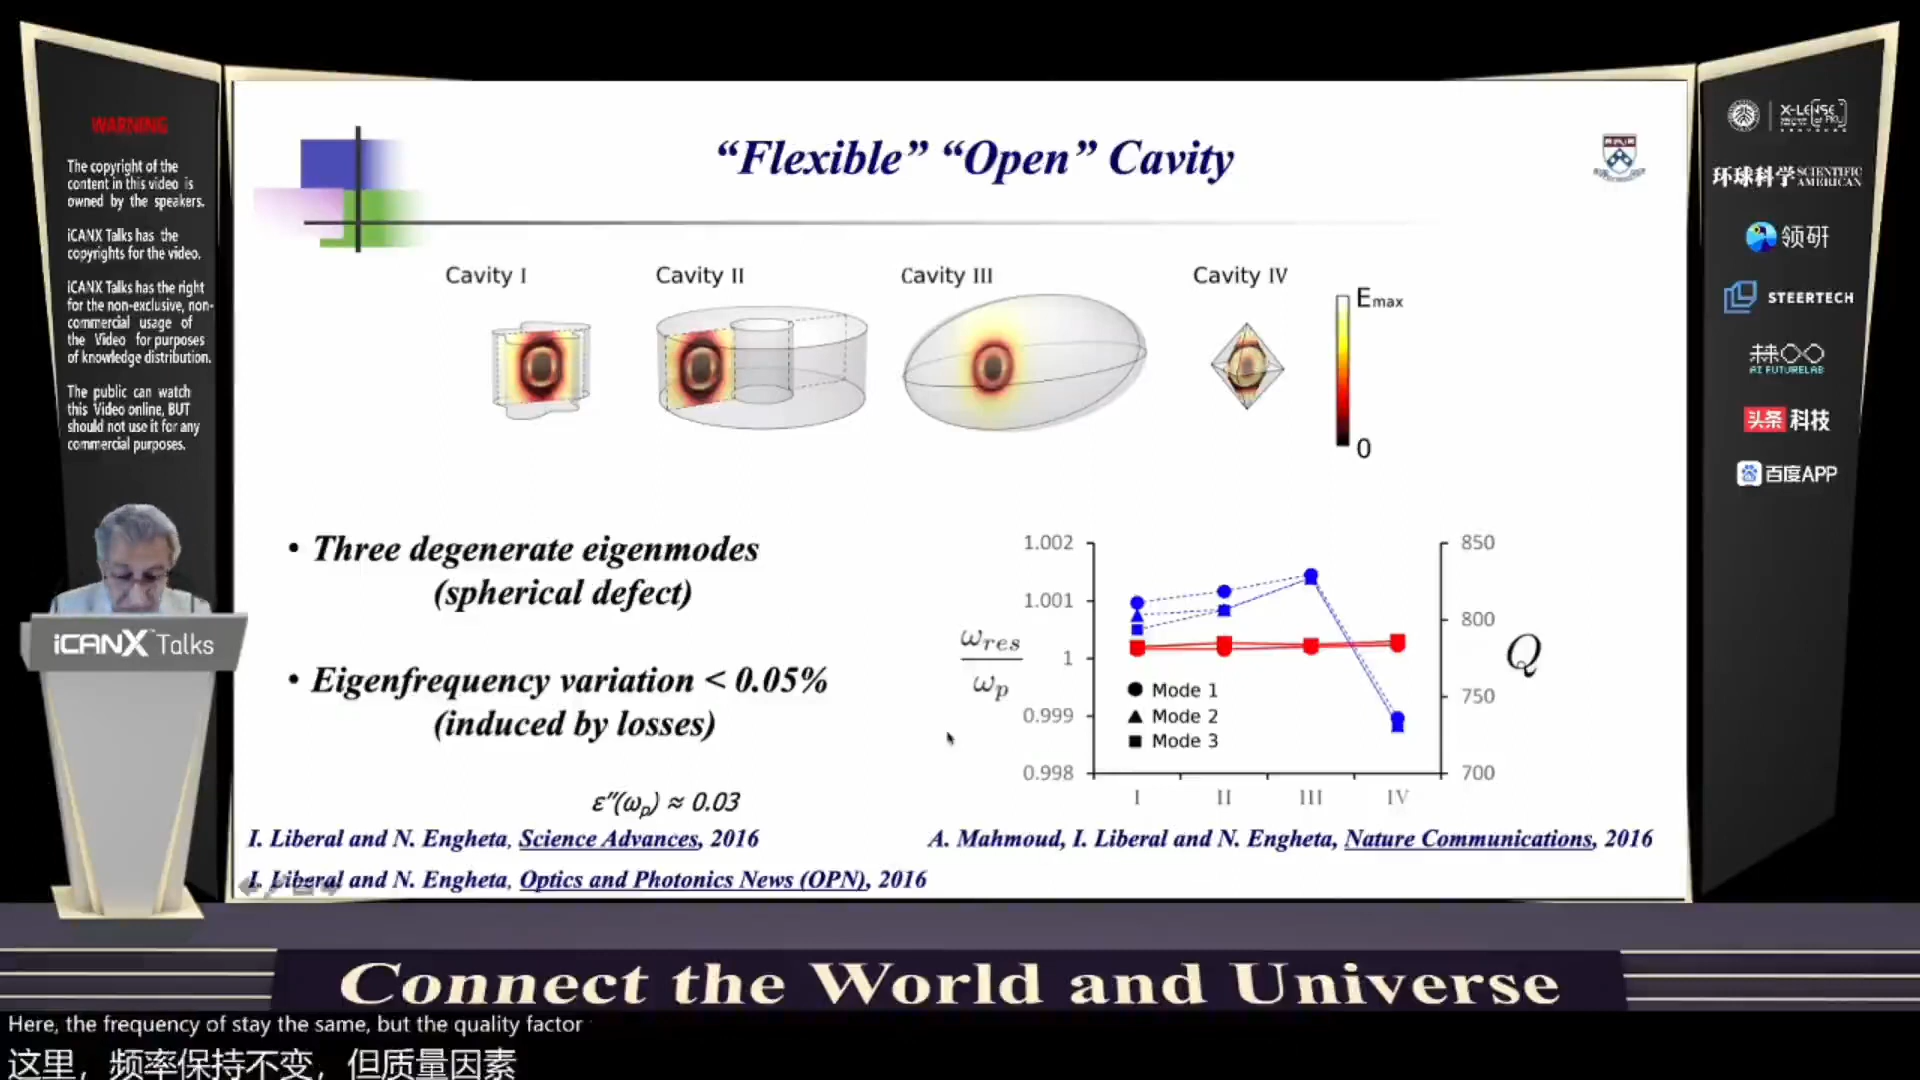 WARNING
The copyright of the
content in this video is
owned by the speakers.
iCANX Talks has the
copyrights for the video.
iCANX Talks has the right
for the non-exclusive, non-
commercial usage of
the Video for purposes
of knowledge distribution.
The public can watch
this Video online, BUT
should not use it for any
commercial purposes.
iCANX Talks
“Flexible” “Open” Cavity
Cavity I
Cavity II
Cavity III
Cavity IV
Emax
0
• Three degenerate eigenmodes
(spherical defect)
• Eigenfrequency variation < 0.05%
(induced by losses)
ε″(ωp) ≈ 0.03
1.002
1.001
1
0.999
0.998
ωres
ωp
Mode 1
Mode 2
Mode 3
I II III IV
850
800
750
700
Q
I. Liberal and N. Engheta, Science Advances, 2016
A. Mahmoud, I. Liberal and N. Engheta, Nature Communications, 2016
I. Liberal and N. Engheta, Optics and Photonics News (OPN), 2016
X-LENSE
环球科学 SCIENTIFIC AMERICAN
领研
STEERTECH
AI FUTURELAB
头条科技
百度APP
Connect the World and Universe
Here, the frequency of stay the same, but the quality factor
这里，频率保持不变，但质量因素